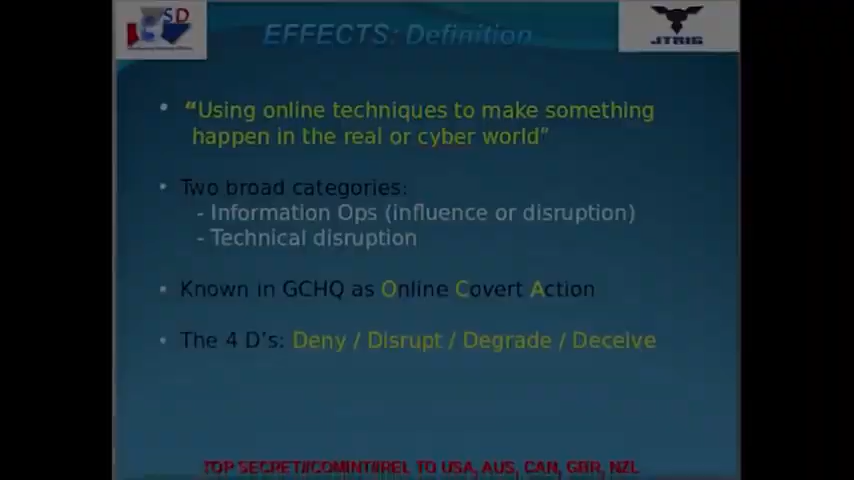 SD
JTRIG
EFFECTS: Definition
• “Using online techniques to make something
happen in the real or cyber world”
• Two broad categories:
- Information Ops (influence or disruption)
- Technical disruption
• Known in GCHQ as Online Covert Action
• The 4 D's: Deny / Disrupt / Degrade / Deceive
TOP SECRET//COMINT//REL TO USA, AUS, CAN, GBR, NZL